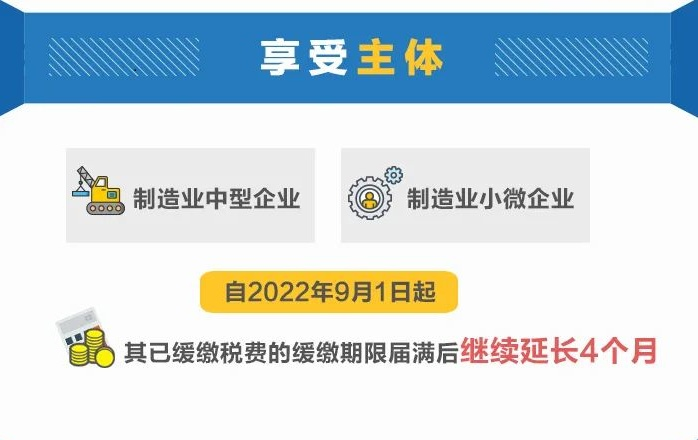 享受主体
制造业中型企业
制造业小微企业
自2022年9月1日起
其已缓缴税费的缓缴期限届满后继续延长4个月